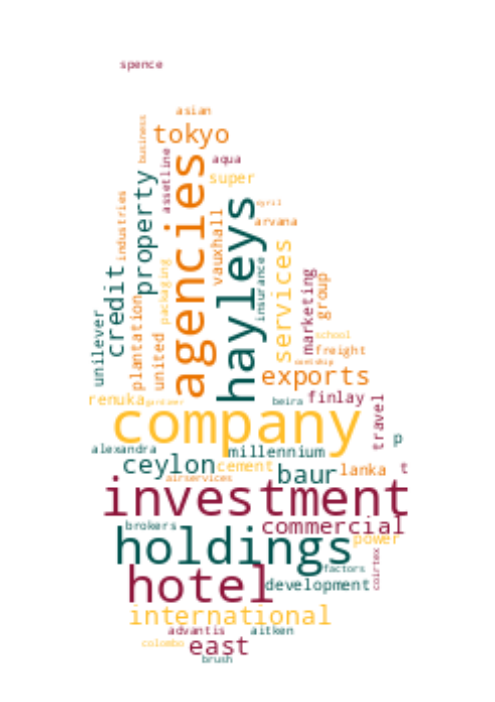 spence
asian
tokyo
business
assetline
aqua
super
agencies
property
hayleys
april
arvana
industries
vauxhall
services
insurance
packaging
credit
unilever
plantation
united
marketing
group
school
freight
exports
renuka
gardiner
beira
finlay
travel
company
p
alexandra
millennium
ceylon
cement
baur
lanka
t
airservices
investment
brokers
commercial
holdings
power
factors
coirtex
hotel
development
international
advantis
aitken
colombo
east
brush